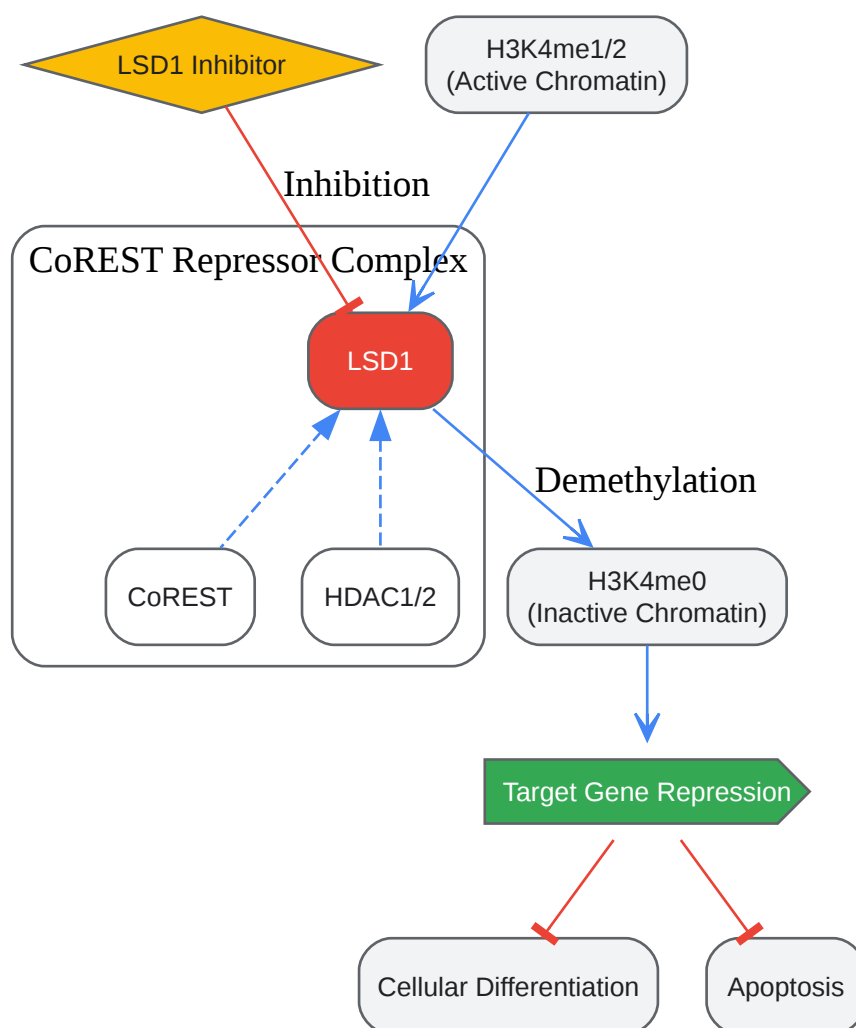 LSD1 Inhibitor
H3K4me1/2
(Active Chromatin)
Inhibition
CoREST Repressor Complex
LSD1
Demethylation
CoREST
HDAC1/2
H3K4me0
(Inactive Chromatin)
Target Gene Repression
Cellular Differentiation
Apoptosis